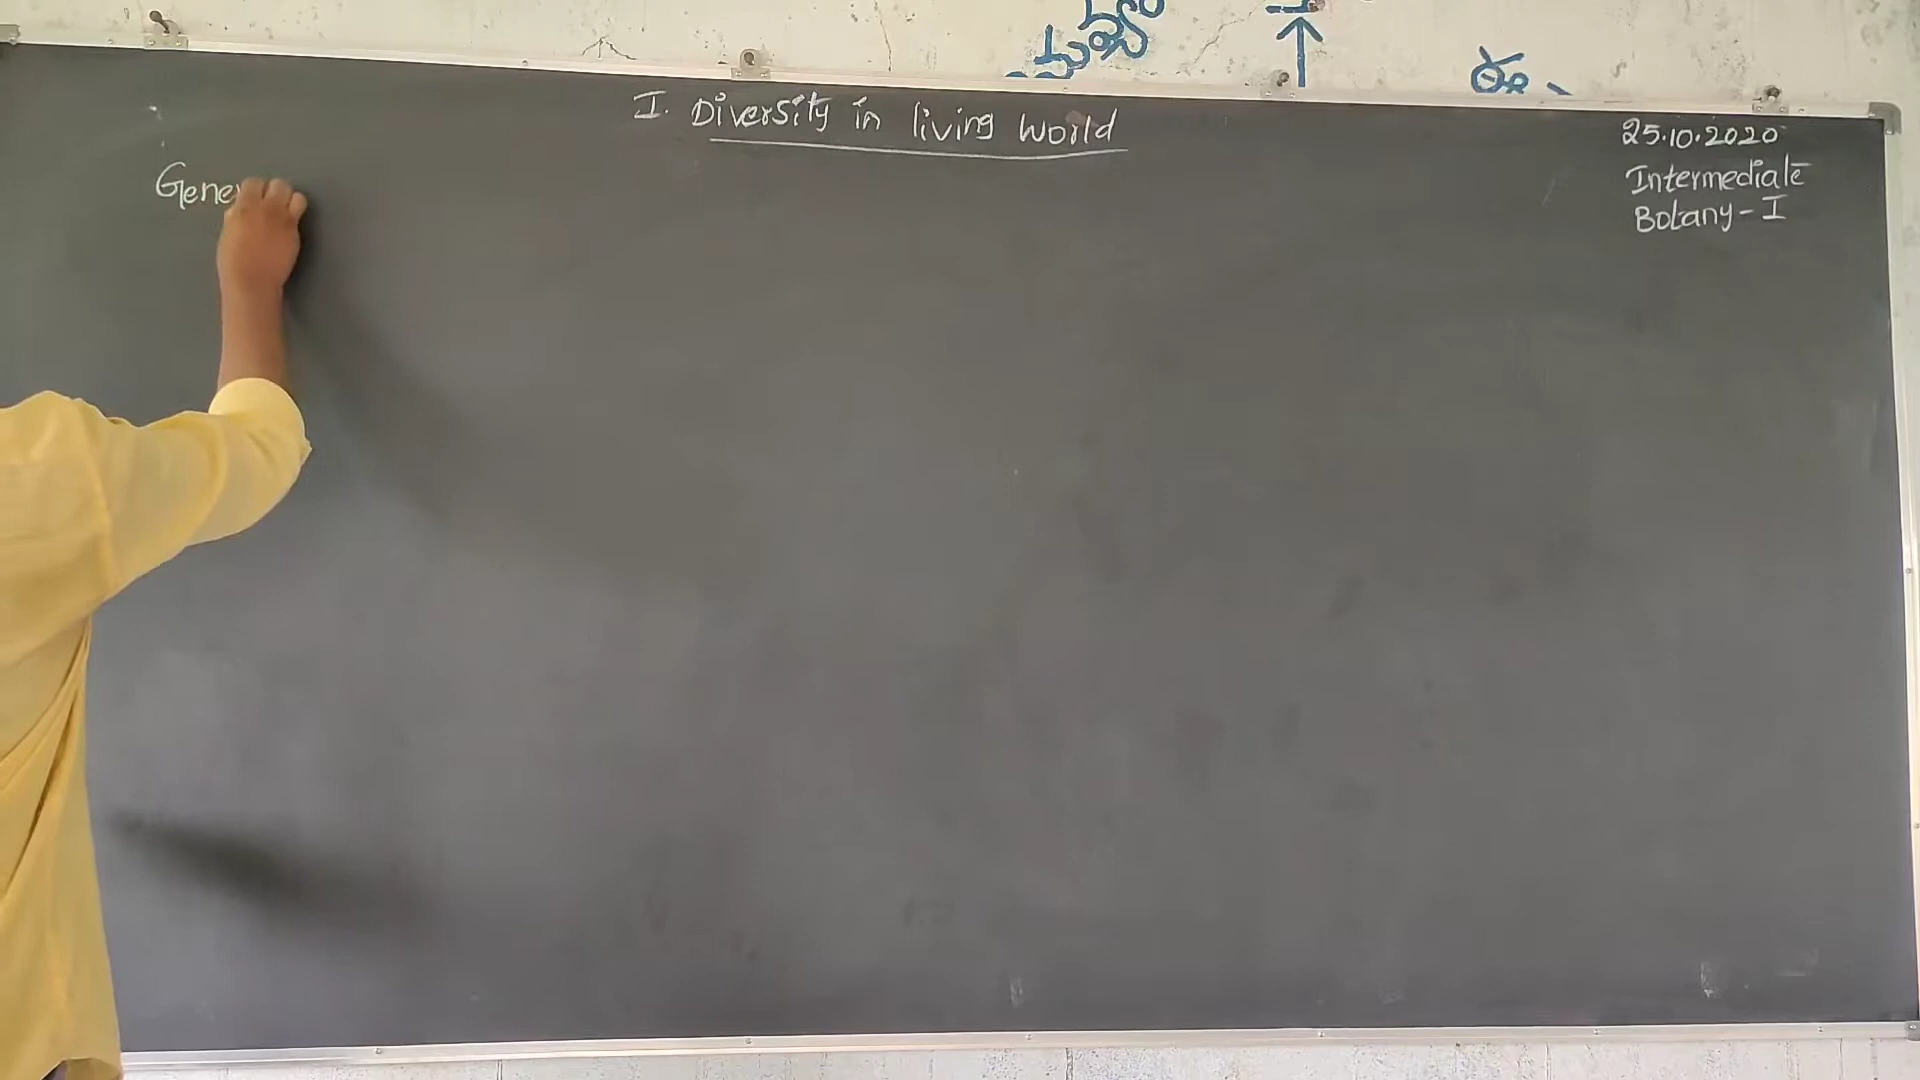 I. Diversity in living World
25.10.2020
Intermediate
Botany - I
Gene